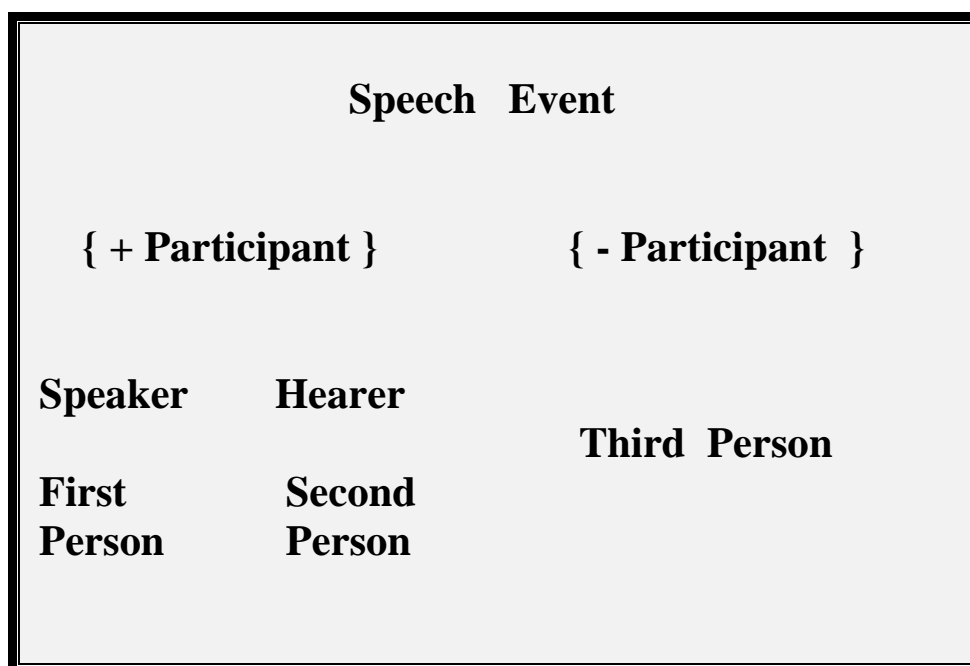 Speech Event
{ + Participant } { - Participant }
Speaker Hearer
Third Person
First Second
Person Person